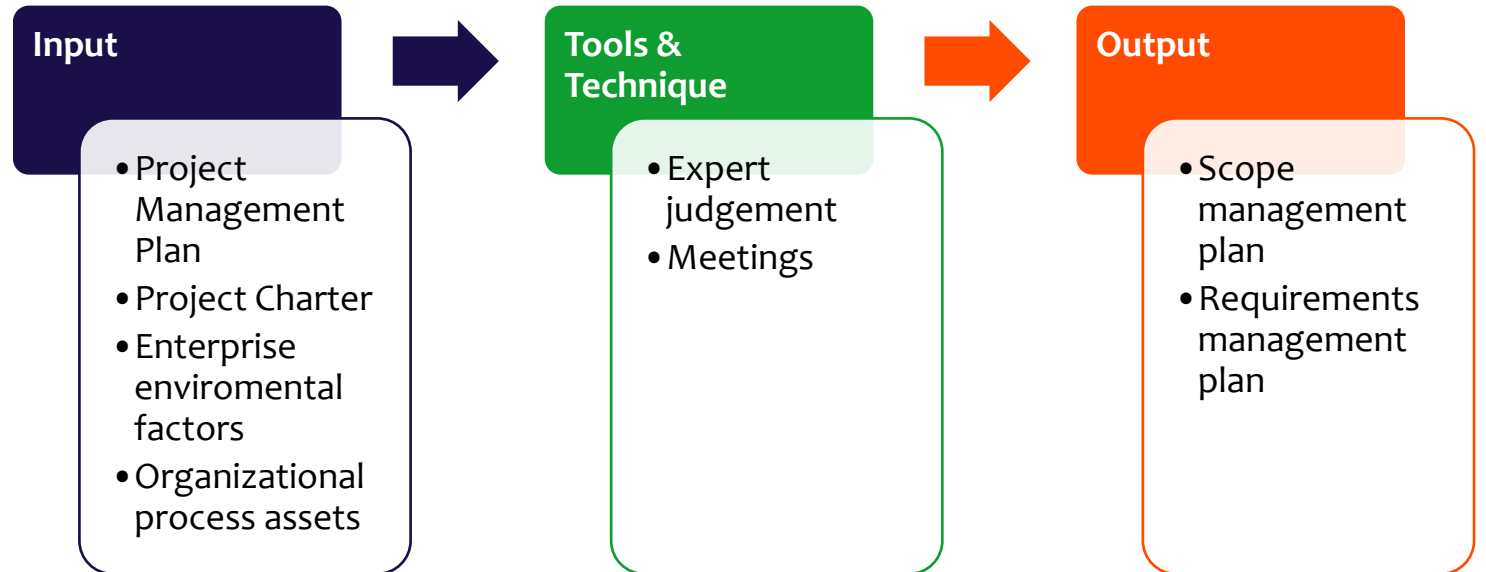 Input
•Project
Management
Plan
•Project Charter
•Enterprise
enviromental
factors
•Organizational
process assets
Tools &
Technique
•Expert
judgement
•Meetings
Output
•Scope
management
plan
•Requirements
management
plan